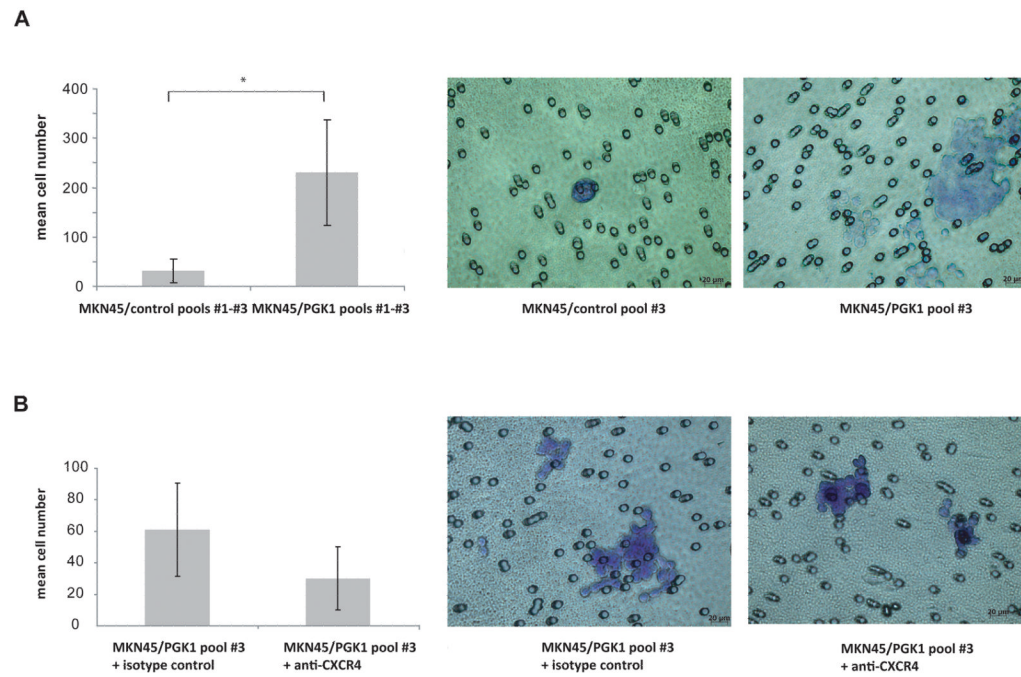 A
*
400
300
200
100
0
mean cell number
MKN45/control pools #1-#3 MKN45/PGK1 pools #1-#3
20 µm
MKN45/control pool #3
20 µm
MKN45/PGK1 pool #3
B
100
80
60
40
20
0
mean cell number
MKN45/PGK1 pool #3
+ isotype control
MKN45/PGK1 pool #3
+ anti-CXCR4
20 µm
MKN45/PGK1 pool #3
+ isotype control
20 µm
MKN45/PGK1 pool #3
+ anti-CXCR4